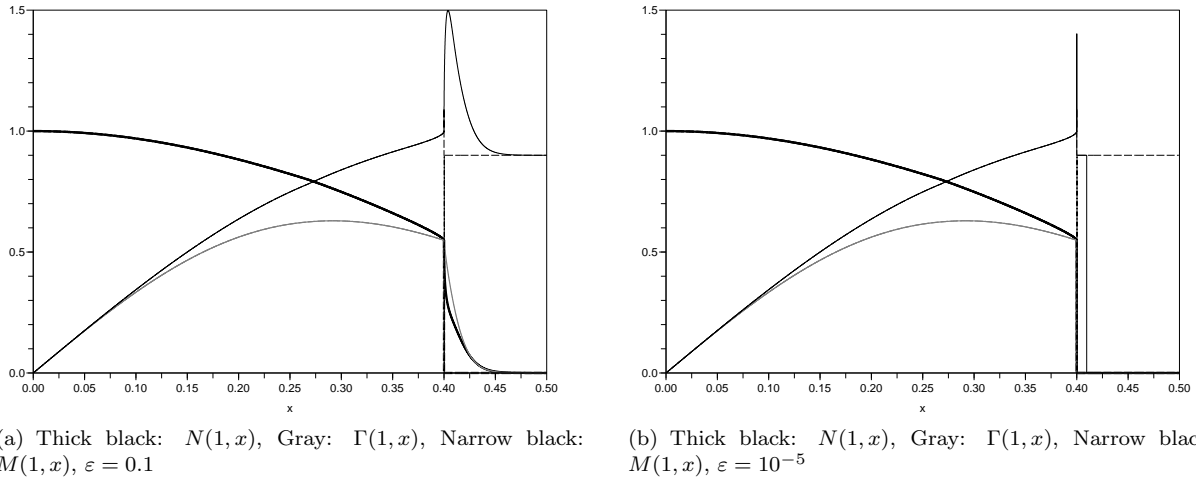 1.5
1.0
0.5
0.0
0.00 0.05 0.10 0.15 0.20 0.25 0.30 0.35 0.40 0.45 0.50
x
(a) Thick black: N(1, x), Gray: Γ(1, x), Narrow black:
M(1, x), ε = 0.1
1.5
1.0
0.5
0.0
0.00 0.05 0.10 0.15 0.20 0.25 0.30 0.35 0.40 0.45 0.50
x
(b) Thick black: N(1, x), Gray: Γ(1, x), Narrow blac
M(1, x), ε = 10⁻⁵